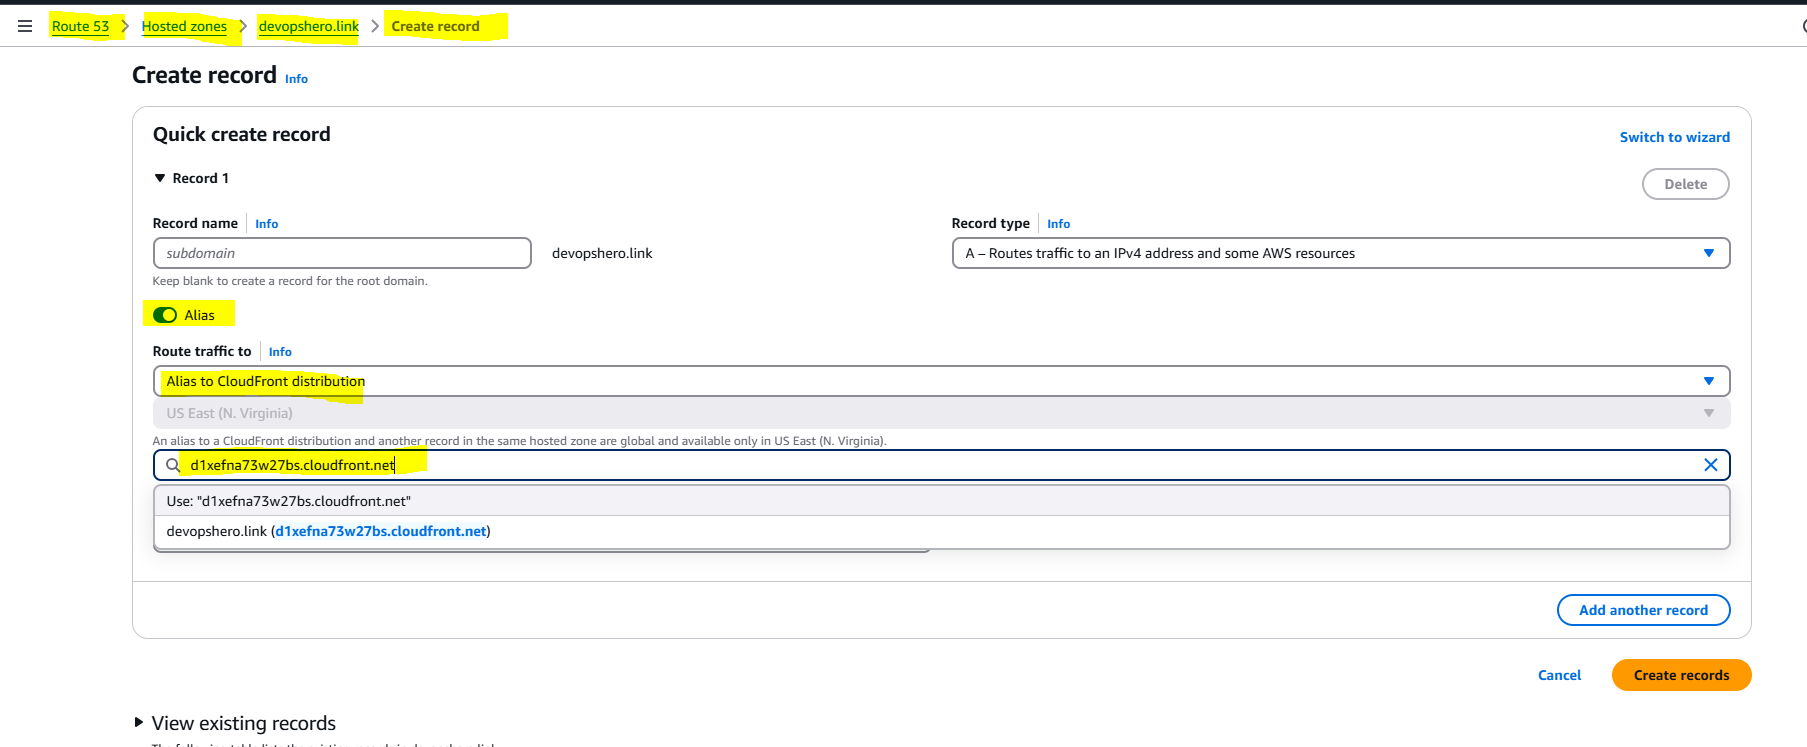 Route 53 > Hosted zones > devopshero.link > Create record
Create record Info
Quick create record
Switch to wizard
Record 1
Delete
Record name Info
Record type Info
subdomain
devopshero.link
A – Routes traffic to an IPv4 address and some AWS resources
Keep blank to create a record for the root domain.
Alias
Route traffic to Info
Alias to CloudFront distribution
US East (N. Virginia)
An alias to a CloudFront distribution and another record in the same hosted zone are global and available only in US East (N. Virginia).
d1xefna73w27bs.cloudfront.net
Use: "d1xefna73w27bs.cloudfront.net"
devopshero.link (d1xefna73w27bs.cloudfront.net)
Add another record
Cancel
Create records
View existing records